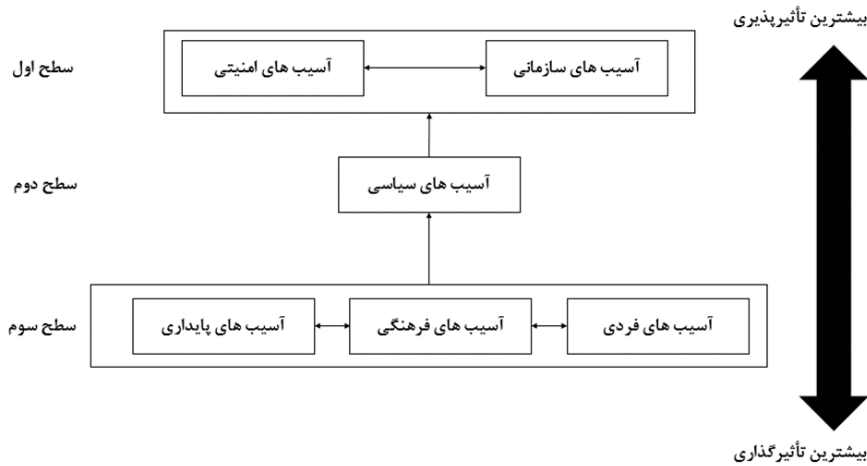 بیشترین تأثیرپذیری
سطح اول
آسیب های سازمانی
آسیب های امنیتی
سطح دوم
آسیب های سیاسی
سطح سوم
آسیب های فردی
آسیب های فرهنگی
آسیب های پایداری
بیشترین تأثیرگذاری